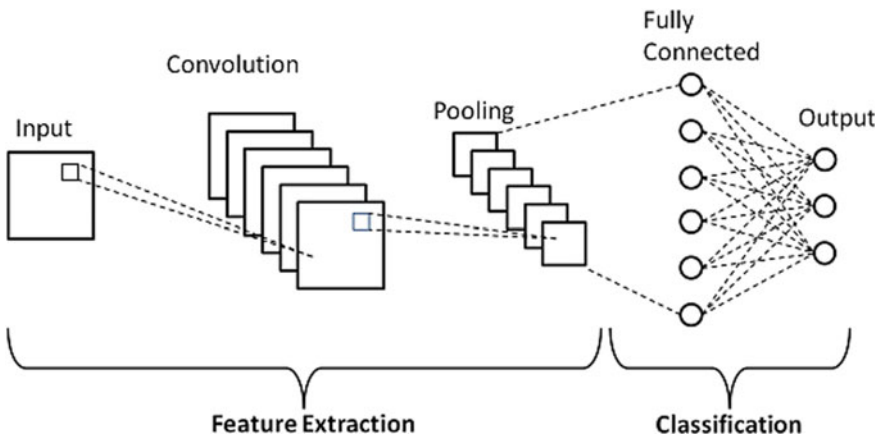 Input
Convolution
Pooling
Fully
Connected
Output
Feature Extraction
Classification